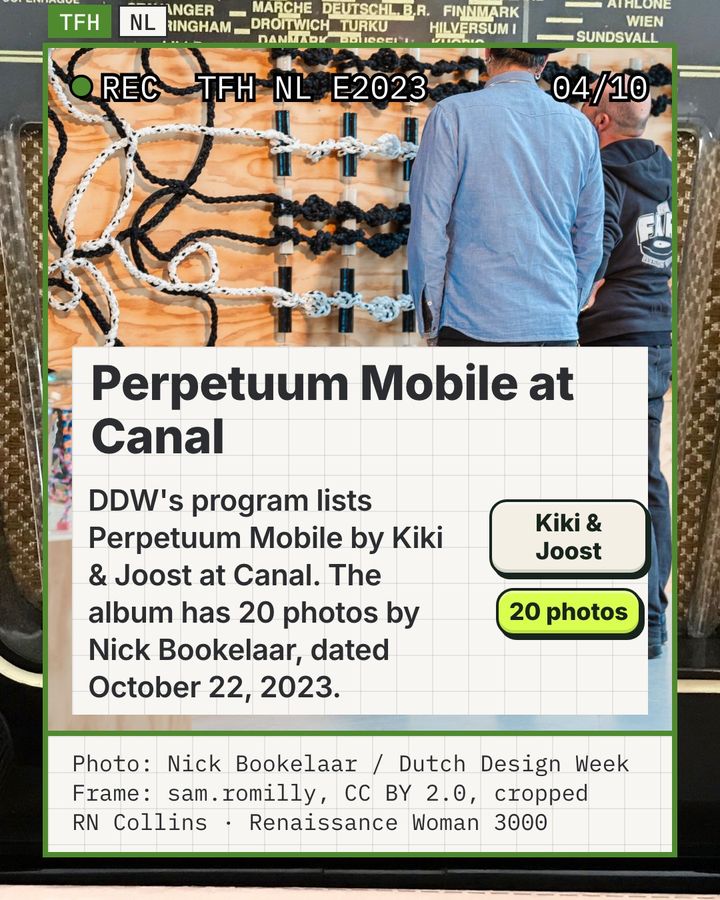 TFH NL
MARCHE DEUTSCHL.B.R. FINNMARK
ATHLONE
DROITWICH TURKU HILVERSUM I
WIEN
SUNDSVALL
REC TFH NL E2023 04/10
Perpetuum Mobile at
Canal
DDW's program lists
Perpetuum Mobile by Kiki
& Joost at Canal. The
album has 20 photos by
Nick Bookelaar, dated
October 22, 2023.
Kiki &
Joost
20 photos
Photo: Nick Bookelaar / Dutch Design Week
Frame: sam.romilly, CC BY 2.0, cropped
RN Collins · Renaissance Woman 3000